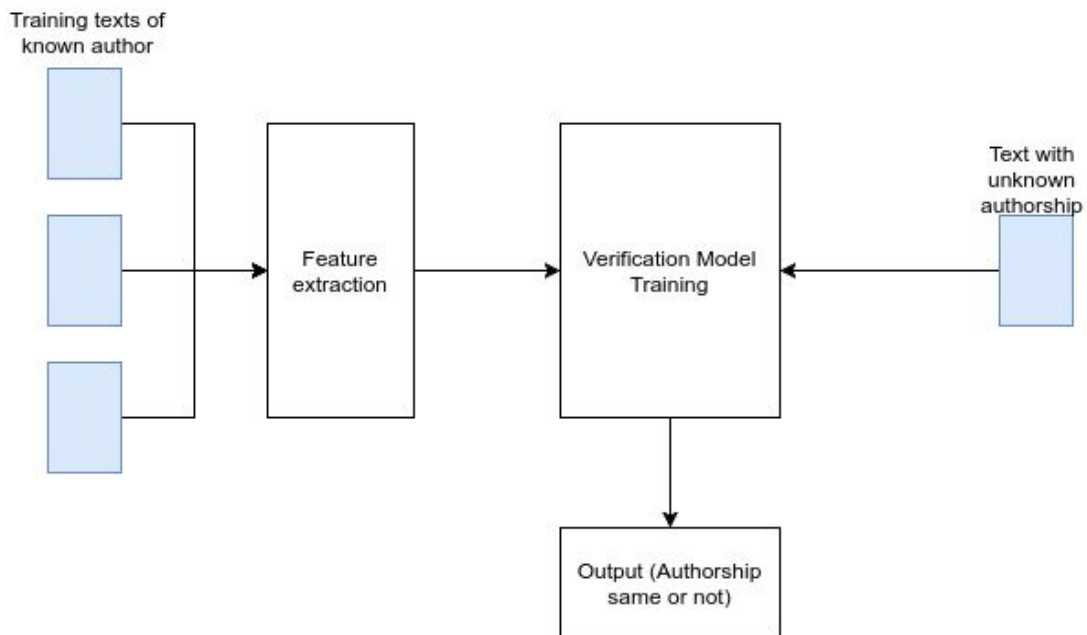 Training texts of
known author
Feature
extraction
Verification Model
Training
Text with
unknown
authorship
Output (Authorship
same or not)